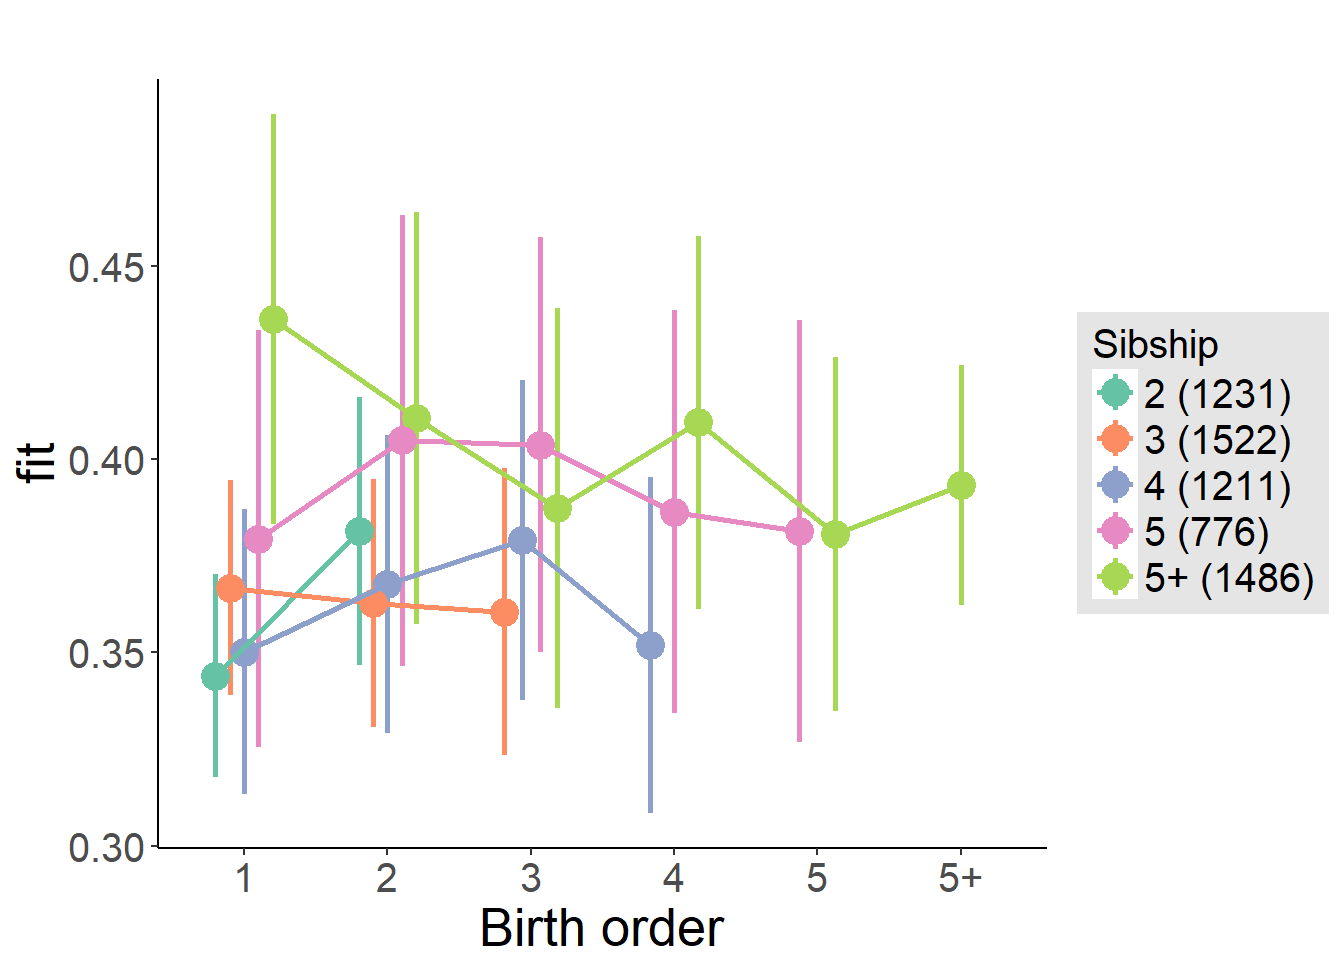 0.45
0.40
0.35
0.30
fit
1 2 3 4 5 5+
Birth order
Sibship
2 (1231)
3 (1522)
4 (1211)
5 (776)
5+ (1486)